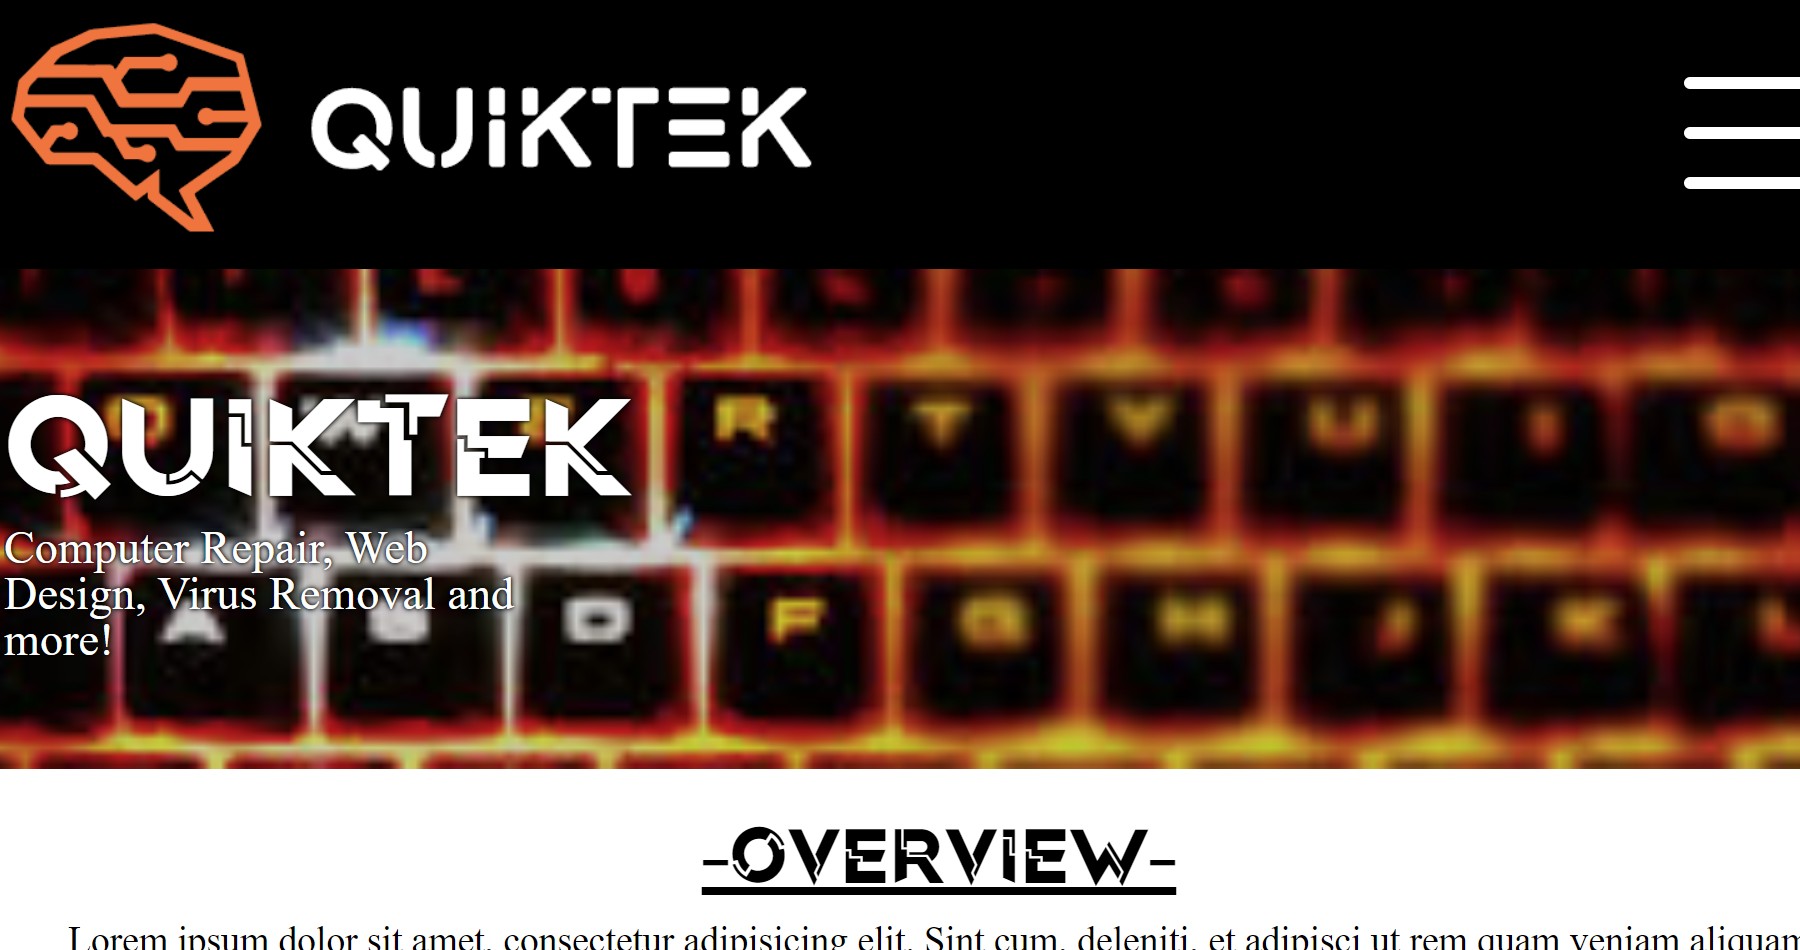 QUIKTEK
QUIKTEK
R T Y U I O
Computer Repair, Web
Design, Virus Removal and
more!
A S D F G H J K L
-OVERVIEW-
Lorem ipsum dolor sit amet, consectetur adipisicing elit. Sint cum, deleniti, et adipisci ut rem quam veniam aliquam